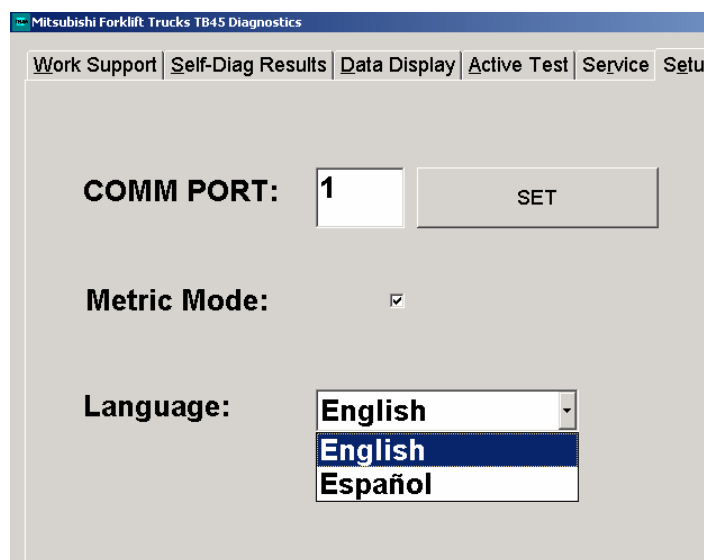 Mitsubishi Forklift Trucks TB45 Diagnostics
Work Support Self-Diag Results Data Display Active Test Service Setu
COMM PORT: 1 SET
Metric Mode:
Language: English
English
Español